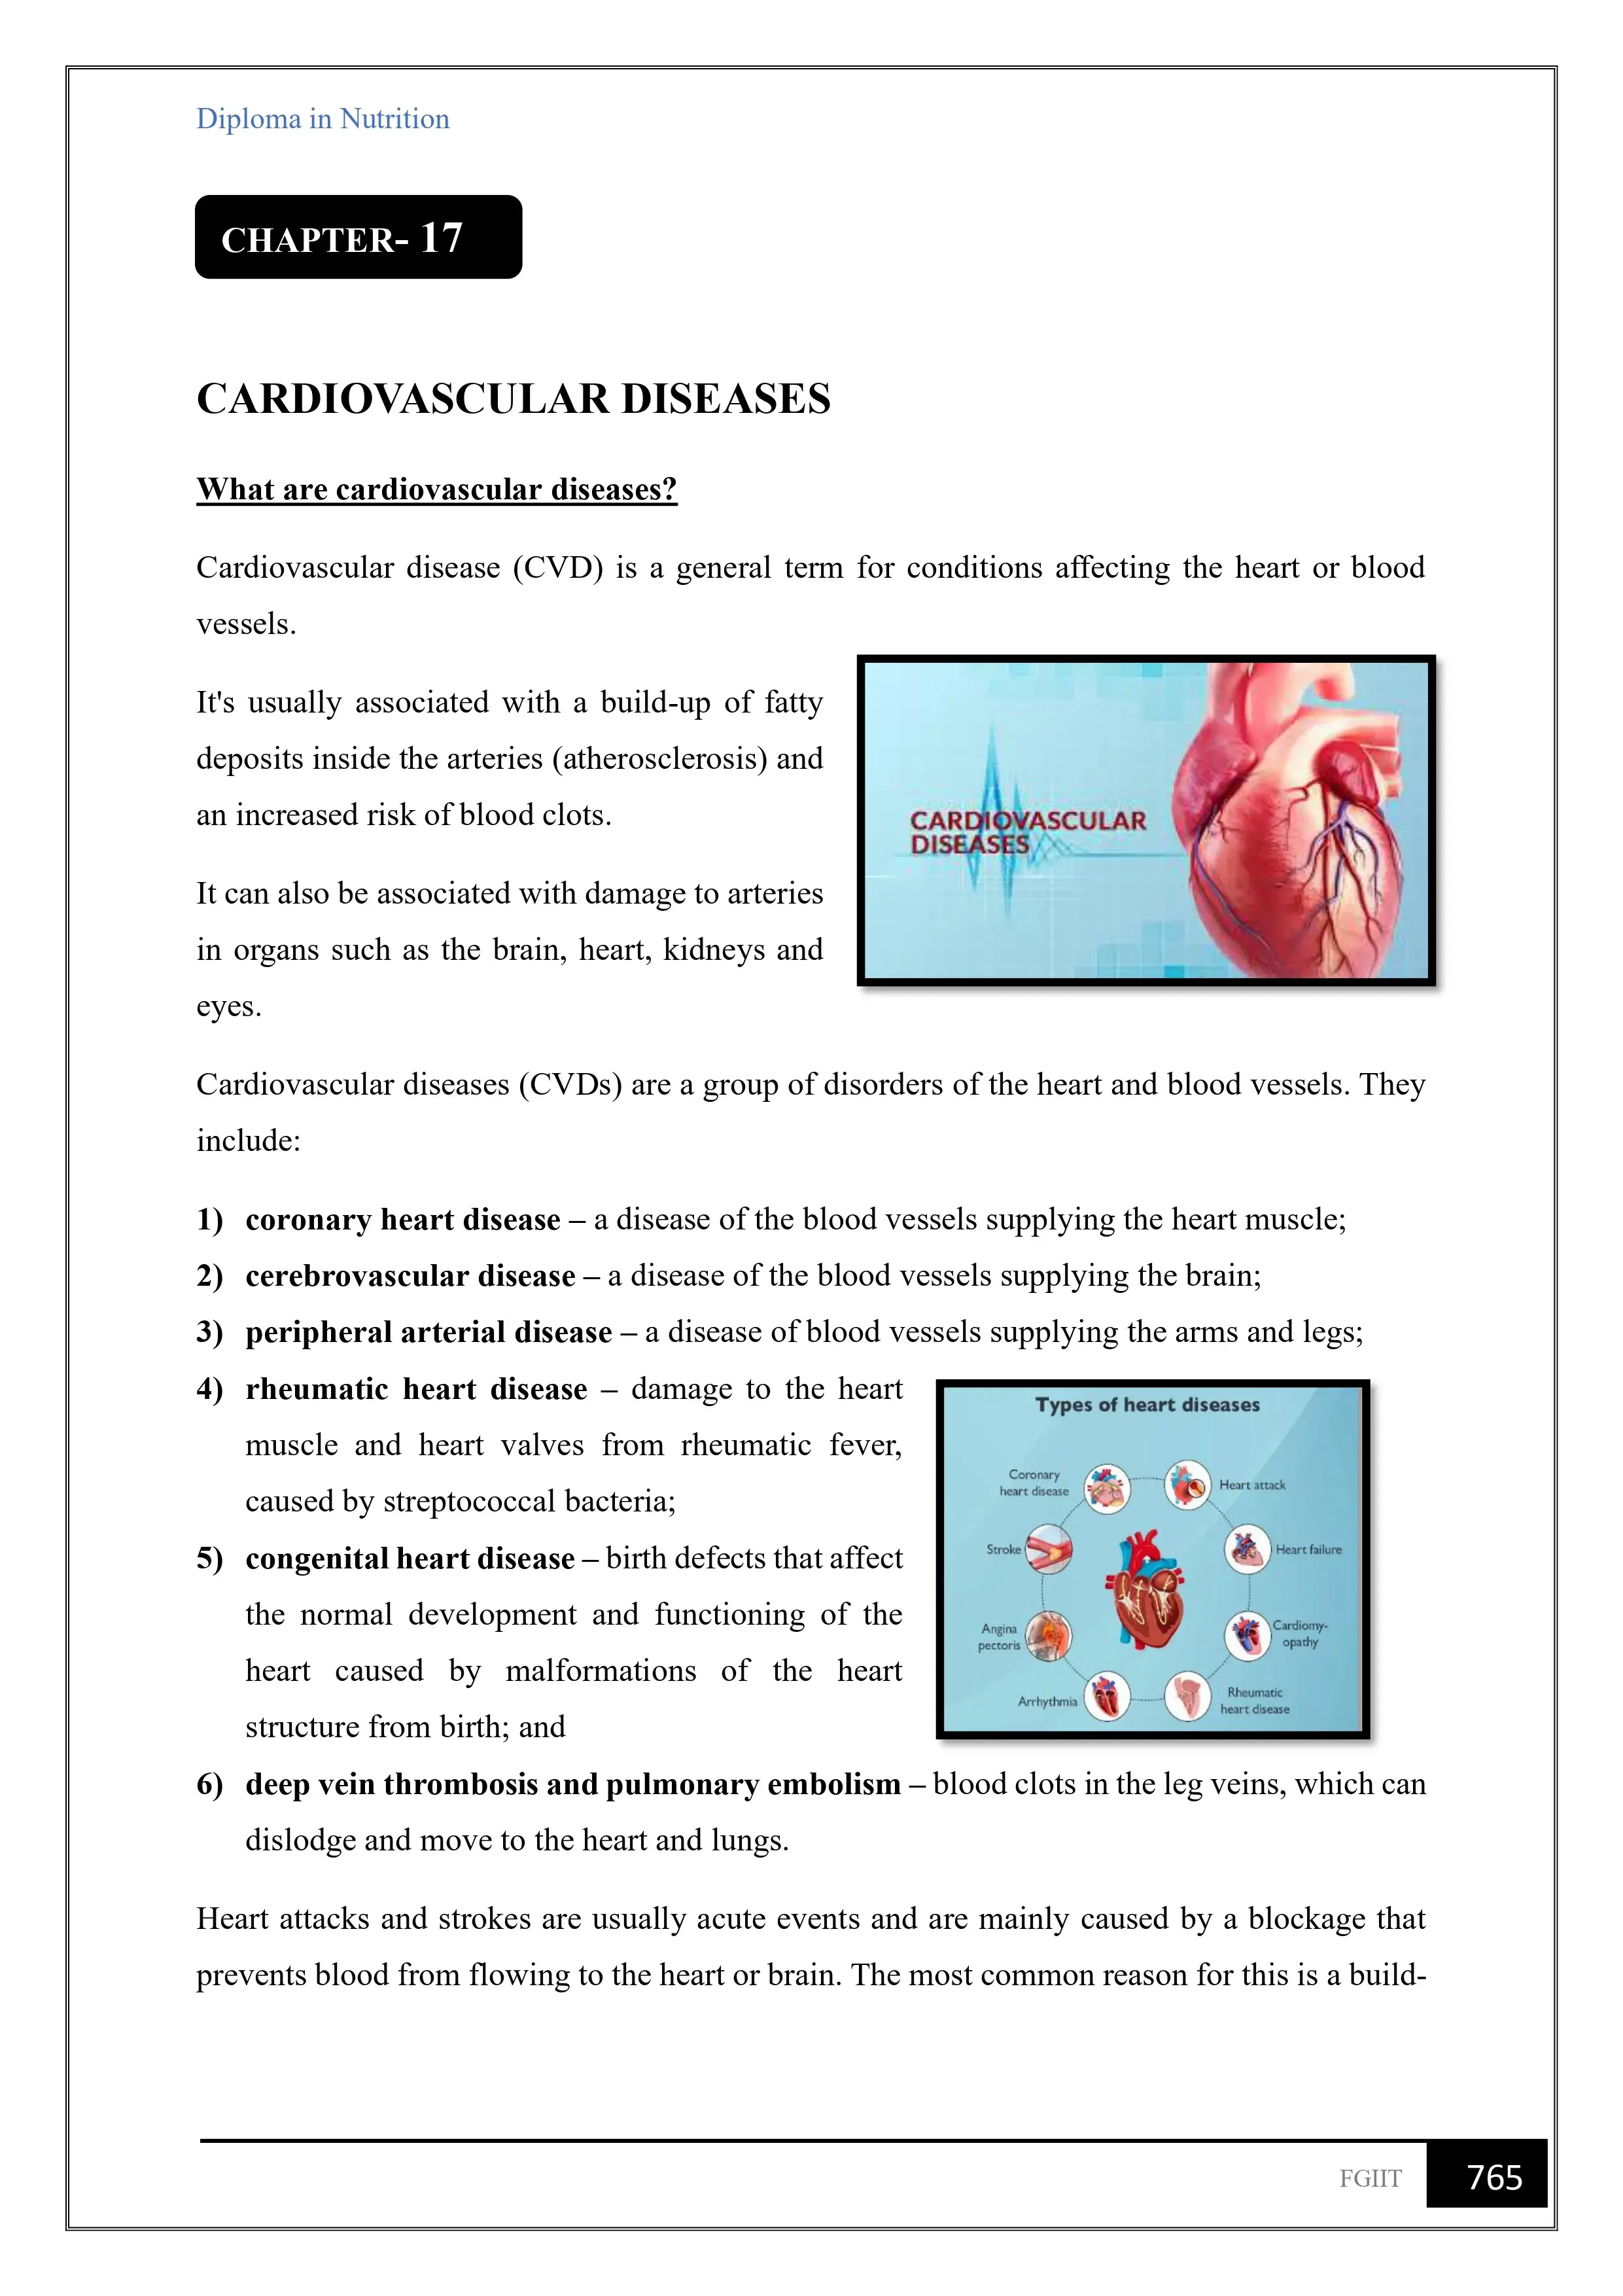 Diploma in Nutrition
CHAPTER- 17
CARDIOVASCULAR DISEASES
What are cardiovascular diseases?
Cardiovascular disease (CVD) is a general term for conditions affecting the heart or blood
vessels.
It's usually associated with a build-up of fatty
deposits inside the arteries (atherosclerosis) and
an increased risk of blood clots.
CARDIOVASCULAR
DISEASES
It can also be associated with damage to arteries
in organs such as the brain, heart, kidneys and
eyes.
Cardiovascular diseases (CVDs) are a group of disorders of the heart and blood vessels. They
include:
1) coronary heart disease – a disease of the blood vessels supplying the heart muscle;
2) cerebrovascular disease – a disease of the blood vessels supplying the brain;
3) peripheral arterial disease – a disease of blood vessels supplying the arms and legs;
4) rheumatic heart disease – damage to the heart
muscle and heart valves from rheumatic fever,
caused by streptococcal bacteria;
5) congenital heart disease – birth defects that affect
the normal development and functioning of the
heart caused by malformations of the heart
structure from birth; and
Types of heart diseases
Coronary
heart disease
Heart attack
Stroke
Heart failure
Angina
pectoris
Cardiomy-
opathy
Arrhythmia
Rheumatic
heart disease
6) deep vein thrombosis and pulmonary embolism – blood clots in the leg veins, which can
dislodge and move to the heart and lungs.
Heart attacks and strokes are usually acute events and are mainly caused by a blockage that
prevents blood from flowing to the heart or brain. The most common reason for this is a build-
FGIIT 765